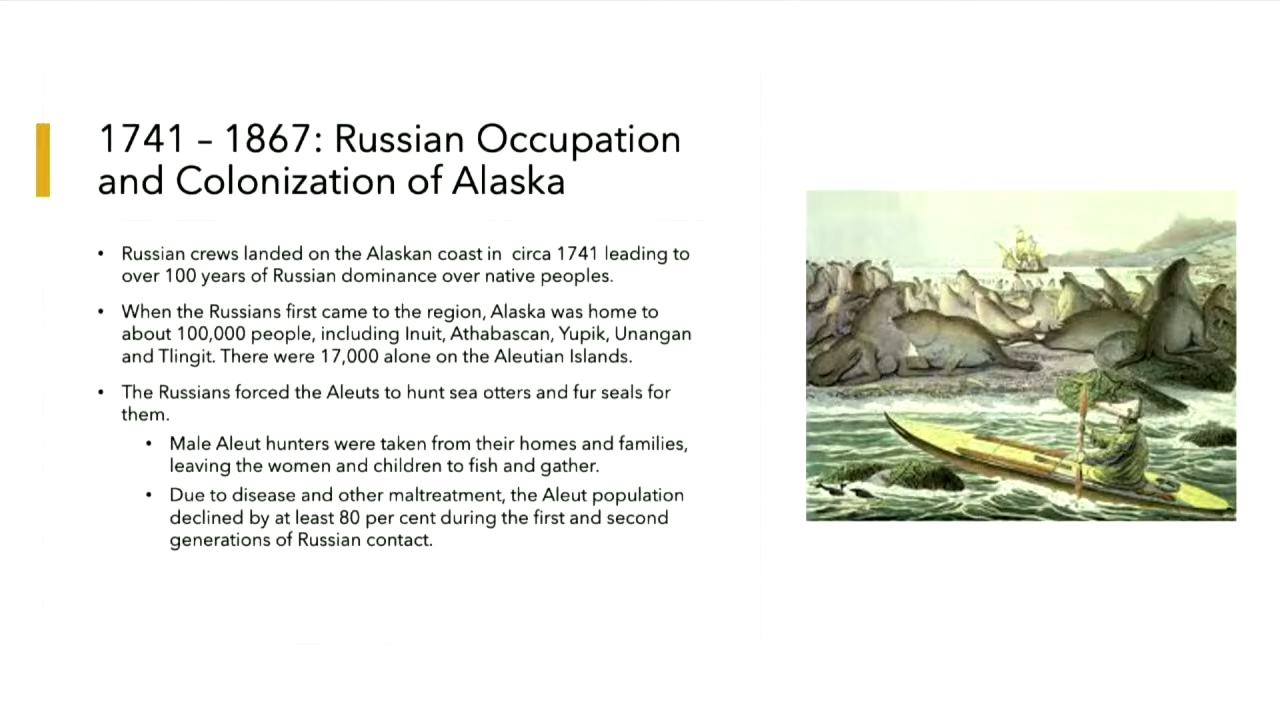 1741 – 1867: Russian Occupation
and Colonization of Alaska
• Russian crews landed on the Alaskan coast in  circa 1741 leading to
over 100 years of Russian dominance over native peoples.
• When the Russians first came to the region, Alaska was home to
about 100,000 people, including Inuit, Athabascan, Yupik, Unangan
and Tlingit. There were 17,000 alone on the Aleutian Islands.
• The Russians forced the Aleuts to hunt sea otters and fur seals for
them.
• Male Aleut hunters were taken from their homes and families,
leaving the women and children to fish and gather.
• Due to disease and other maltreatment, the Aleut population
declined by at least 80 per cent during the first and second
generations of Russian contact.